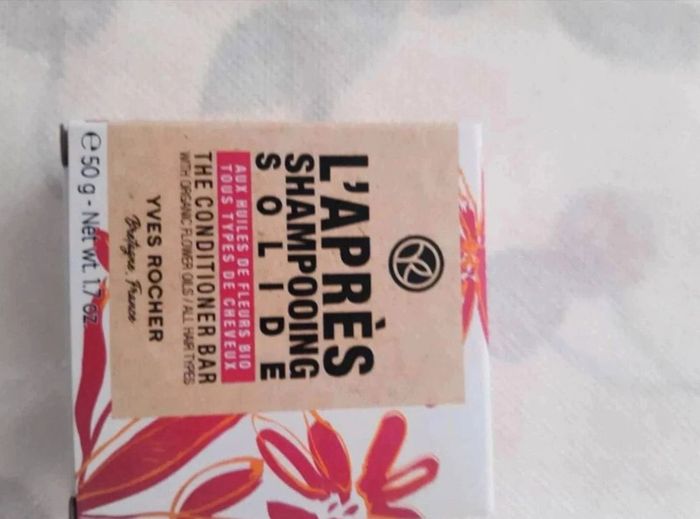 L'APRÈS
SHAMPOOING
SOLIDE
AUX HUILES DE FLEURS BIO
TOUS TYPES DE CHEVEUX
THE CONDITIONER BAR
WITH ORGANIC FLOWER OILS / ALL HAIR TYPES
YVES ROCHER
Bretagne, France
℮ 50 g - Net wt. 1.7 oz.